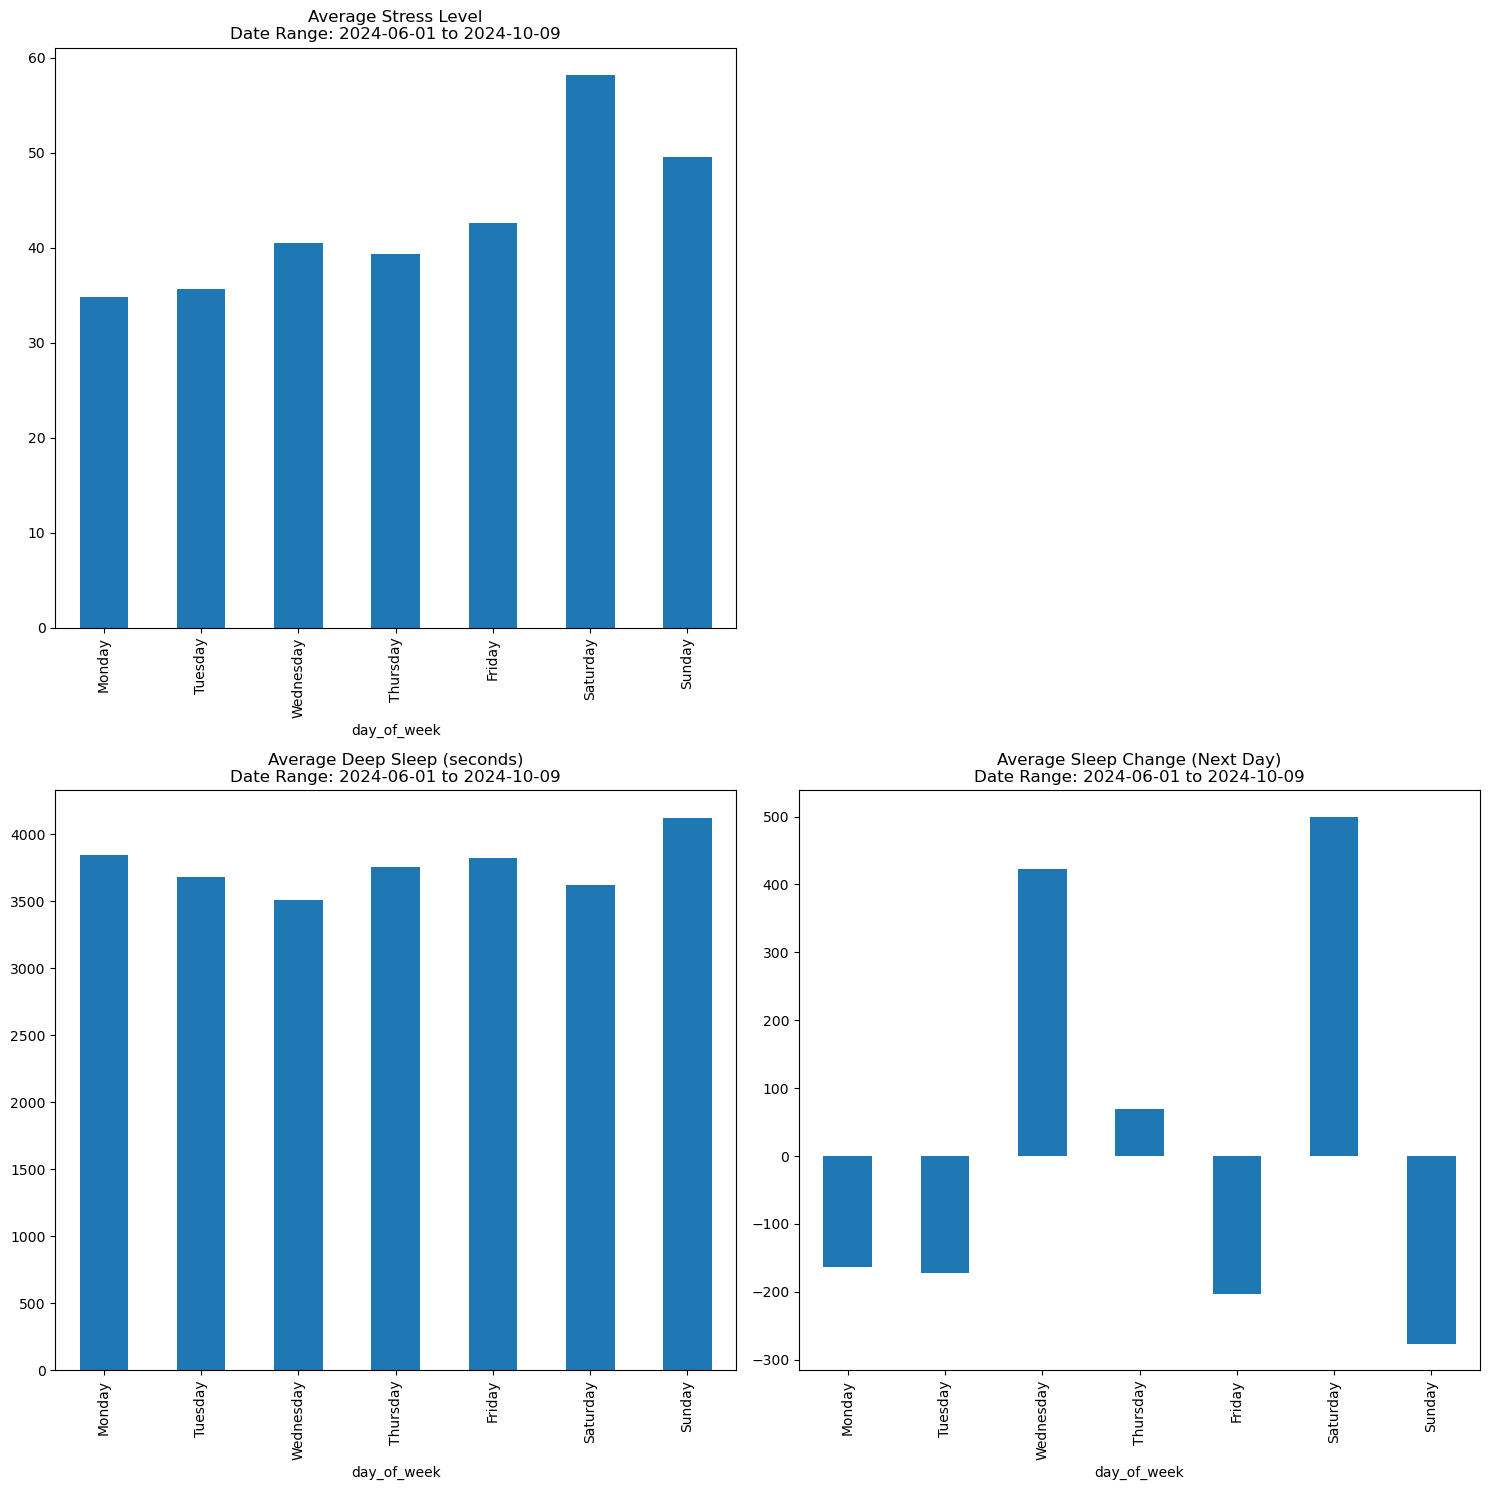 Average Stress Level
Date Range: 2024-06-01 to 2024-10-09
60
50
40
30
20
10
0
Monday
Tuesday
Wednesday
Thursday
Friday
Saturday
Sunday
day_of_week
Average Deep Sleep (seconds)
Date Range: 2024-06-01 to 2024-10-09
4000
3500
3000
2500
2000
1500
1000
500
0
Monday
Tuesday
Wednesday
Thursday
Friday
Saturday
Sunday
day_of_week
Average Sleep Change (Next Day)
Date Range: 2024-06-01 to 2024-10-09
500
400
300
200
100
0
−100
−200
−300
Monday
Tuesday
Wednesday
Thursday
Friday
Saturday
Sunday
day_of_week